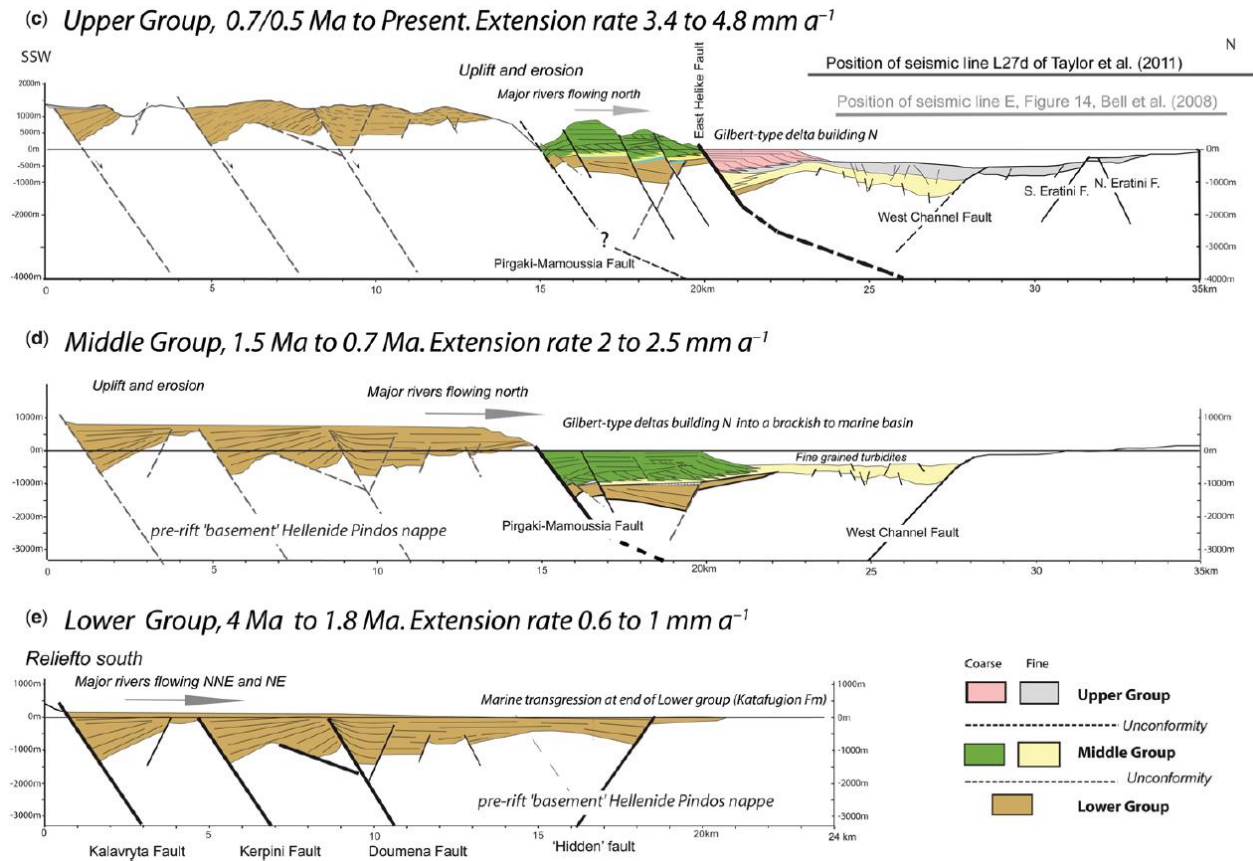 (c) Upper Group, 0.7/0.5 Ma to Present. Extension rate 3.4 to 4.8 mm a⁻¹
SSW
N
Uplift and erosion
Major rivers flowing north
East Helike Fault
Position of seismic line L27d of Taylor et al. (2011)
Position of seismic line E, Figure 14, Bell et al. (2008)
Gilbert-type delta building N
2000m
1000m
500m
0m
-500m
-1000m
-2000m
-4000m
0m
-1000m
-2000m
-3000m
-4000m
S. Eratini F.
N. Eratini F.
West Channel Fault
?
Pirgaki-Mamoussia Fault
0 5 10 15 20km 25 30 35km
(d) Middle Group, 1.5 Ma to 0.7 Ma. Extension rate 2 to 2.5 mm a⁻¹
Uplift and erosion
Major rivers flowing north
Gilbert-type deltas building N into a brackish to marine basin
Fine grained turbidites
1000m
0m
-1000m
-2000m
-3000m
1000m
0m
-1000m
-2000m
-3000m
pre-rift 'basement' Hellenide Pindos nappe
Pirgaki-Mamoussia Fault
West Channel Fault
0 5 10 15 20km 25 30 35km
(e) Lower Group, 4 Ma to 1.8 Ma. Extension rate 0.6 to 1 mm a⁻¹
Reliefto south
Major rivers flowing NNE and NE
Marine transgression at end of Lower group (Katafugion Fm)
1000m
0m
-1000m
-2000m
-3000m
1000m
0m
-1000m
-2000m
-3000m
pre-rift 'basement' Hellenide Pindos nappe
0 5 10 15 20km 24 km
Kalavryta Fault
Kerpini Fault
Doumena Fault
'Hidden' fault
Coarse Fine
Upper Group
Unconformity
Middle Group
Unconformity
Lower Group